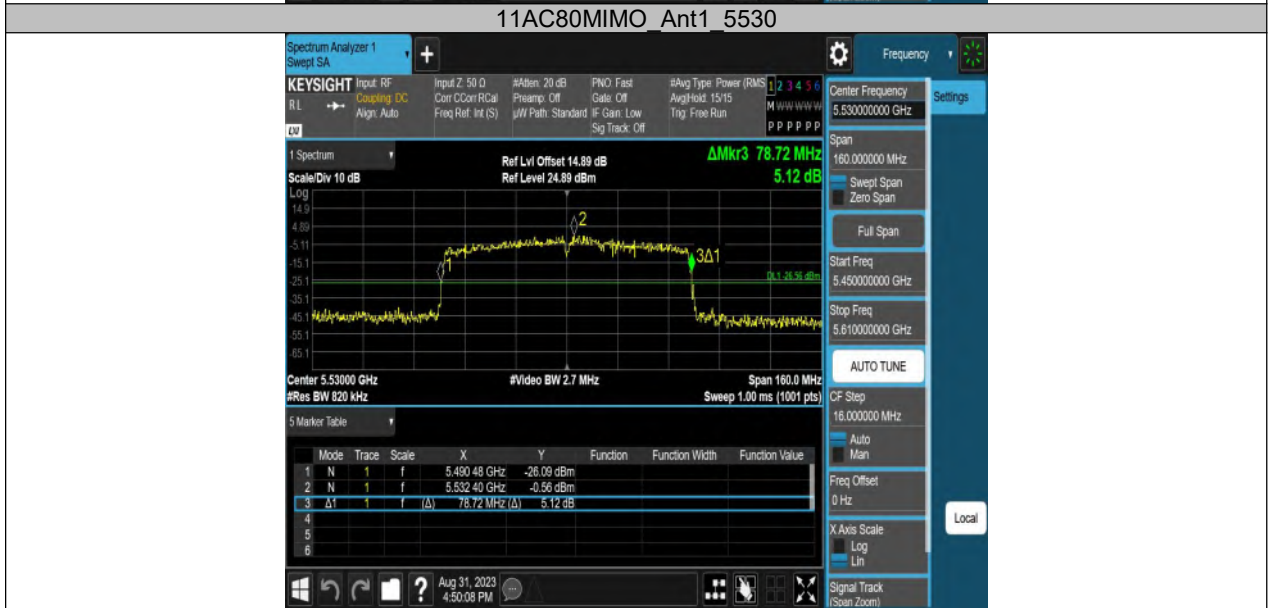 11AC80MIMO_Ant1_5530
Spectrum Analyzer 1
Swept SA
+
Frequency
KEYSIGHT
Input: RF
Input Z: 50 Ω
#Atten: 20 dB
PNO: Fast
#Avg Type: Power (RMS
1 2 3 4 5 6
RL
Coupling: DC
Corr CCorr RCal
Preamp: Off
Gate: Off
Avg|Hold: 15/15
M W W W W W
Align: Auto
Freq Ref: Int (S)
µW Path: Standard
IF Gain: Low
Trig: Free Run
Sig Track: Off
P P P P P P
LXI
Center Frequency
5.530000000 GHz
Settings
Span
160.000000 MHz
Swept Span
Zero Span
Full Span
Start Freq
5.450000000 GHz
Stop Freq
5.610000000 GHz
AUTO TUNE
CF Step
16.000000 MHz
Auto
Man
Freq Offset
0 Hz
X Axis Scale
Log
Lin
Signal Track
(Span Zoom)
Local
1 Spectrum
Ref Lvl Offset 14.89 dB
ΔMkr3 78.72 MHz
Scale/Div 10 dB
Ref Level 24.89 dBm
5.12 dB
Log
14.9
4.89
-5.11
-15.1
-25.1
-35.1
-45.1
-55.1
-65.1
2
1
3Δ1
DL1 -26.56 dBm
Center 5.53000 GHz
#Video BW 2.7 MHz
Span 160.0 MHz
#Res BW 820 kHz
Sweep 1.00 ms (1001 pts)
5 Marker Table
Mode Trace Scale X Y Function Function Width Function Value
1 N 1 f 5.490 48 GHz -26.09 dBm
2 N 1 f 5.532 40 GHz -0.56 dBm
3 Δ1 1 f (Δ) 78.72 MHz (Δ) 5.12 dB
4
5
6
?
Aug 31, 2023
4:50:08 PM